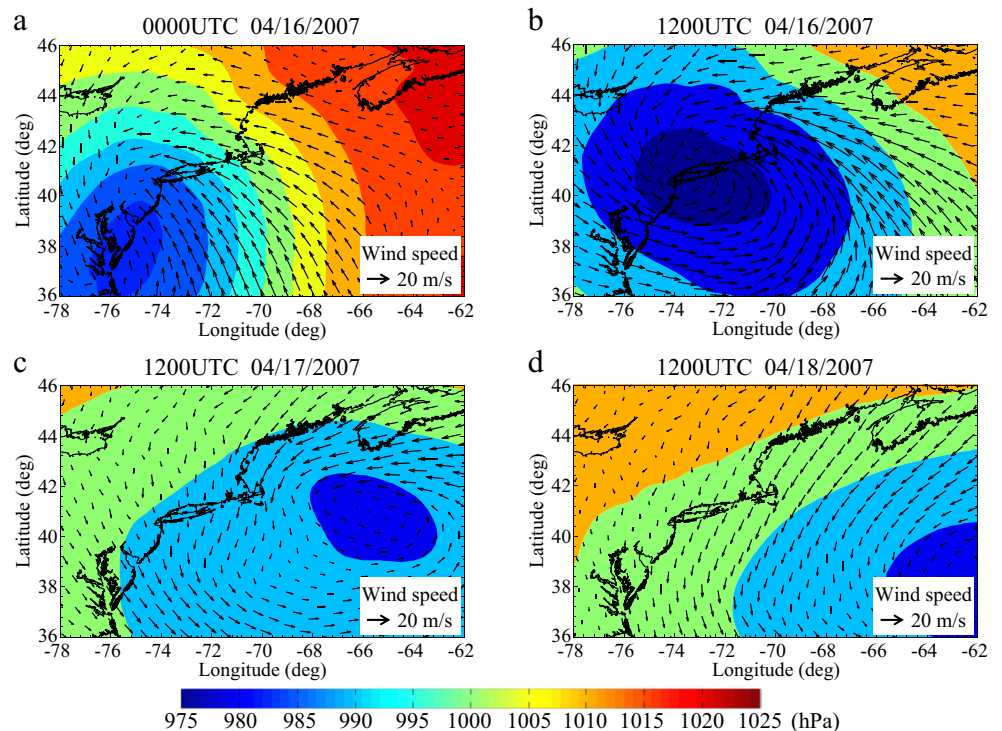 a 0000UTC 04/16/2007
46
44
42
40
38
36
Latitude (deg)
-78 -76 -74 -72 -70 -68 -66 -64 -62
Longitude (deg)
Wind speed
20 m/s
b 1200UTC 04/16/2007
46
44
42
40
38
36
Latitude (deg)
-78 -76 -74 -72 -70 -68 -66 -64 -62
Longitude (deg)
Wind speed
20 m/s
c 1200UTC 04/17/2007
46
44
42
40
38
36
Latitude (deg)
-78 -76 -74 -72 -70 -68 -66 -64 -62
Longitude (deg)
Wind speed
20 m/s
d 1200UTC 04/18/2007
46
44
42
40
38
36
Latitude (deg)
-78 -76 -74 -72 -70 -68 -66 -64 -62
Longitude (deg)
Wind speed
20 m/s
975 980 985 990 995 1000 1005 1010 1015 1020 1025 (hPa)